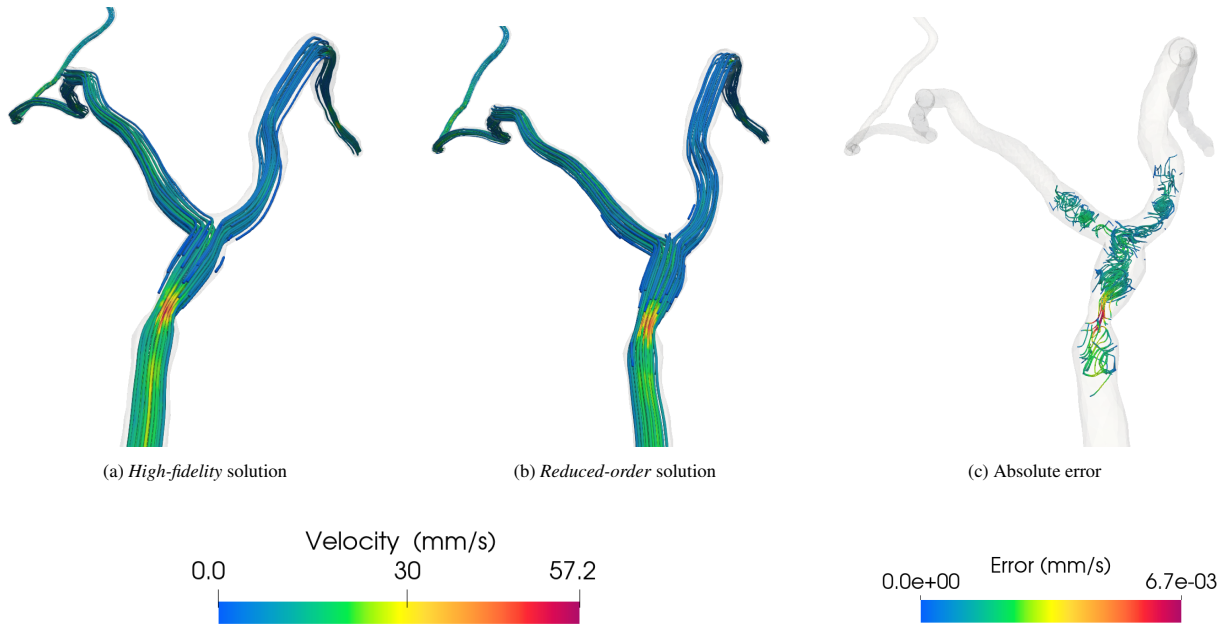 (a) High-fidelity solution
(b) Reduced-order solution
(c) Absolute error
Velocity (mm/s)
0.0 30 57.2
Error (mm/s)
0.0e+00 6.7e-03